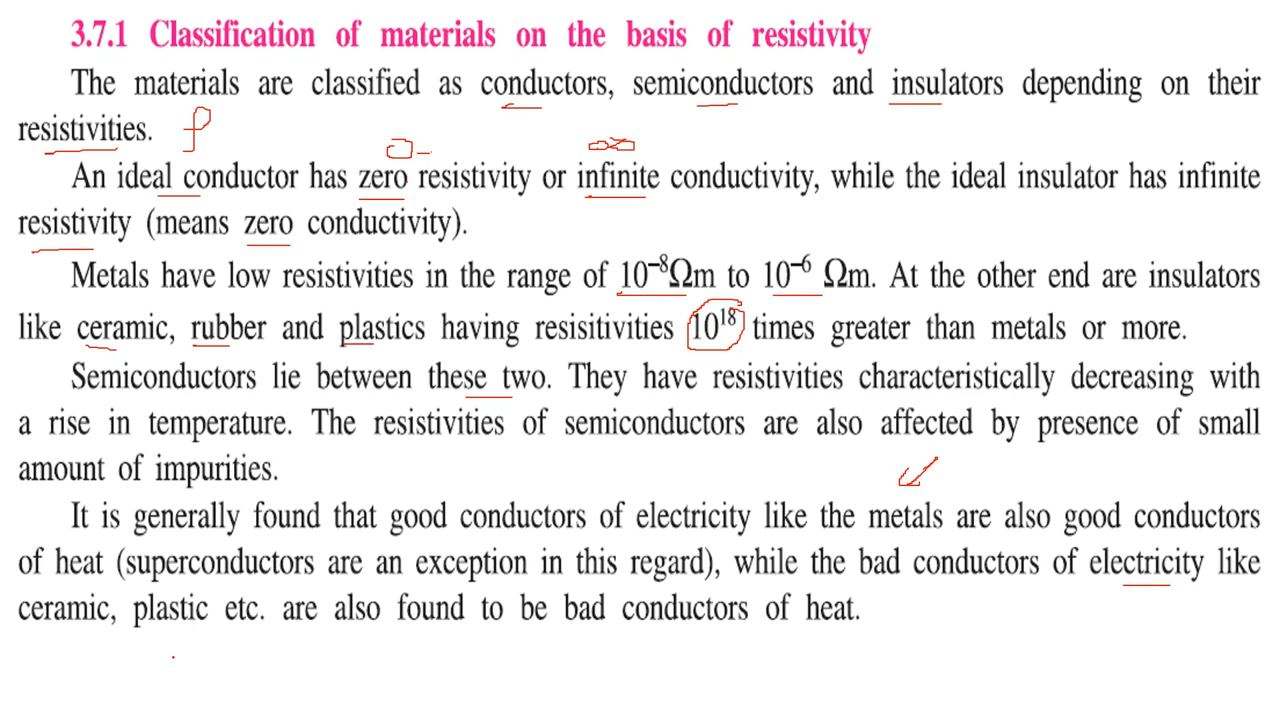 3.7.1 Classification of materials on the basis of resistivity
The materials are classified as conductors, semiconductors and insulators depending on their
resistivities. ρ
0 ∞
An ideal conductor has zero resistivity or infinite conductivity, while the ideal insulator has infinite
resistivity (means zero conductivity).
Metals have low resistivities in the range of 10⁻⁸Ωm to 10⁻⁶ Ωm. At the other end are insulators
like ceramic, rubber and plastics having resisitivities 10¹⁸ times greater than metals or more.
Semiconductors lie between these two. They have resistivities characteristically decreasing with
a rise in temperature. The resistivities of semiconductors are also affected by presence of small
amount of impurities.
It is generally found that good conductors of electricity like the metals are also good conductors
of heat (superconductors are an exception in this regard), while the bad conductors of electricity like
ceramic, plastic etc. are also found to be bad conductors of heat.